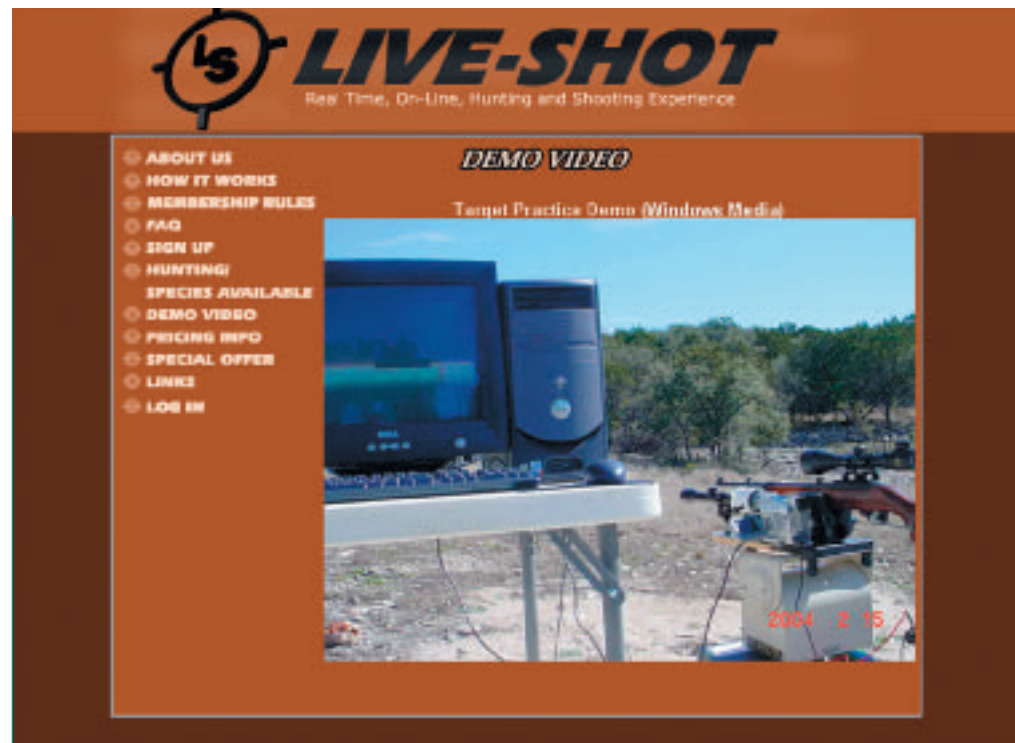 LS
LIVE-SHOT
Real Time, On-Line, Hunting and Shooting Experience
ABOUT US
HOW IT WORKS
MEMBERSHIP RULES
FAQ
SIGN UP
HUNTING/
SPECIES AVAILABLE
DEMO VIDEO
PRICING INFO
SPECIAL OFFER
LINKS
LOG IN
DEMO VIDEO
Target Practice Demo (Windows Media)
DELL
2004 2 15